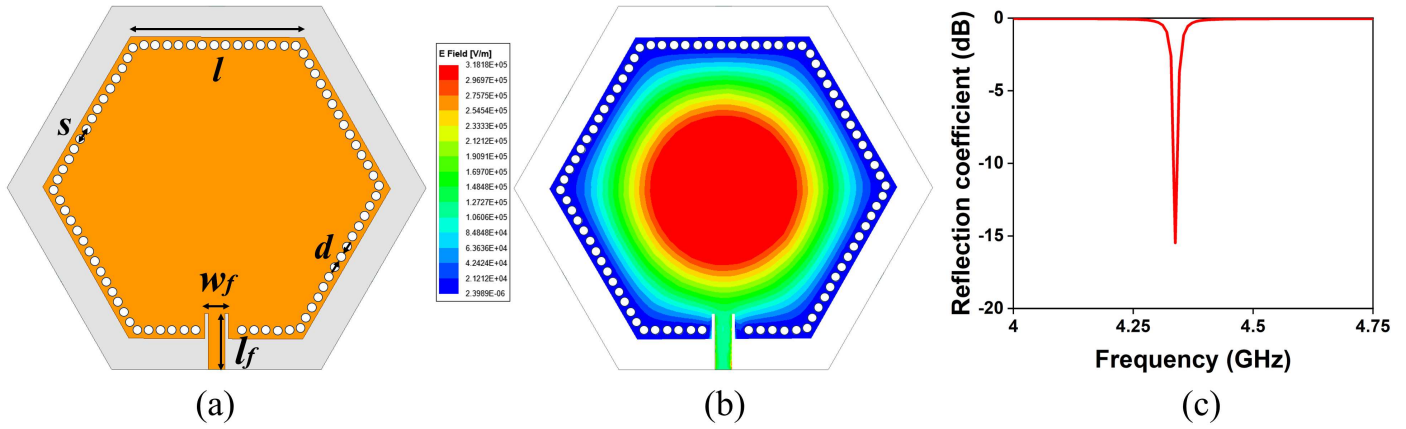 l
s
d
w_f
l_f
(a)
E Field [V/m]
3.1818E+05
2.9697E+05
2.7575E+05
2.5454E+05
2.3333E+05
2.1212E+05
1.9091E+05
1.6970E+05
1.4848E+05
1.2727E+05
1.0606E+05
8.4848E+04
6.3636E+04
4.2424E+04
2.1212E+04
2.3989E-06
(b)
Reflection coefficient (dB)
0
-5
-10
-15
-20
4
4.25
4.5
4.75
Frequency (GHz)
(c)